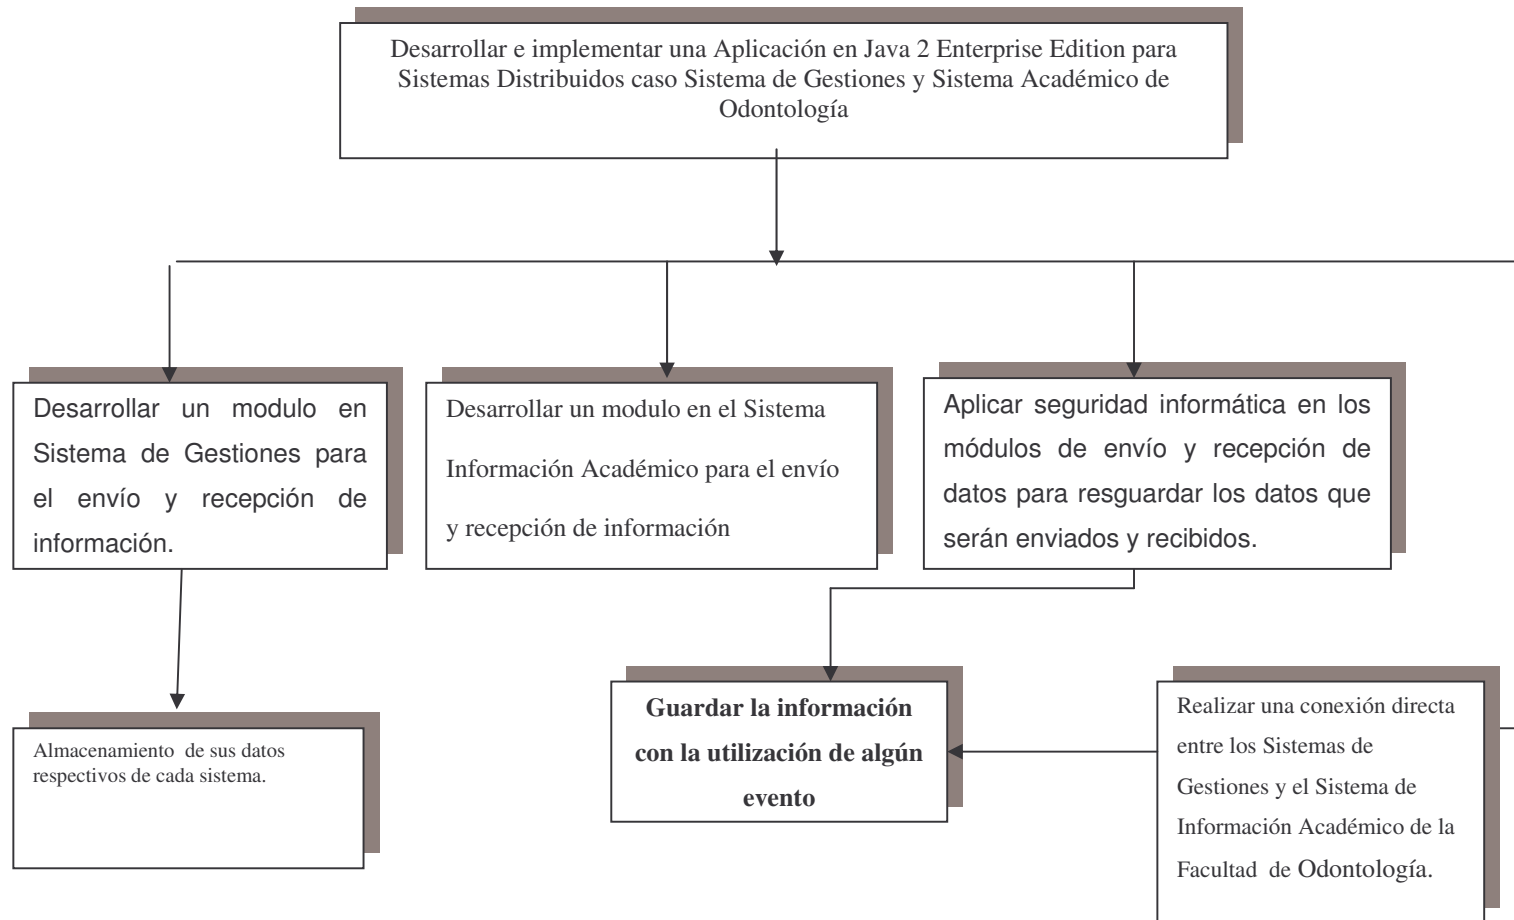 Desarrollar e implementar una Aplicación en Java 2 Enterprise Edition para
Sistemas Distribuidos caso Sistema de Gestiones y Sistema Académico de
Odontología
Desarrollar un modulo en
Sistema de Gestiones para
el envío y recepción de
información.
Desarrollar un modulo en el Sistema
Información Académico para el envío
y recepción de información
Aplicar seguridad informática en los
módulos de envío y recepción de
datos para resguardar los datos que
serán enviados y recibidos.
Almacenamiento de sus datos
respectivos de cada sistema.
Guardar la información
con la utilización de algún
evento
Realizar una conexión directa
entre los Sistemas de
Gestiones y el Sistema de
Información Académico de la
Facultad de Odontología.